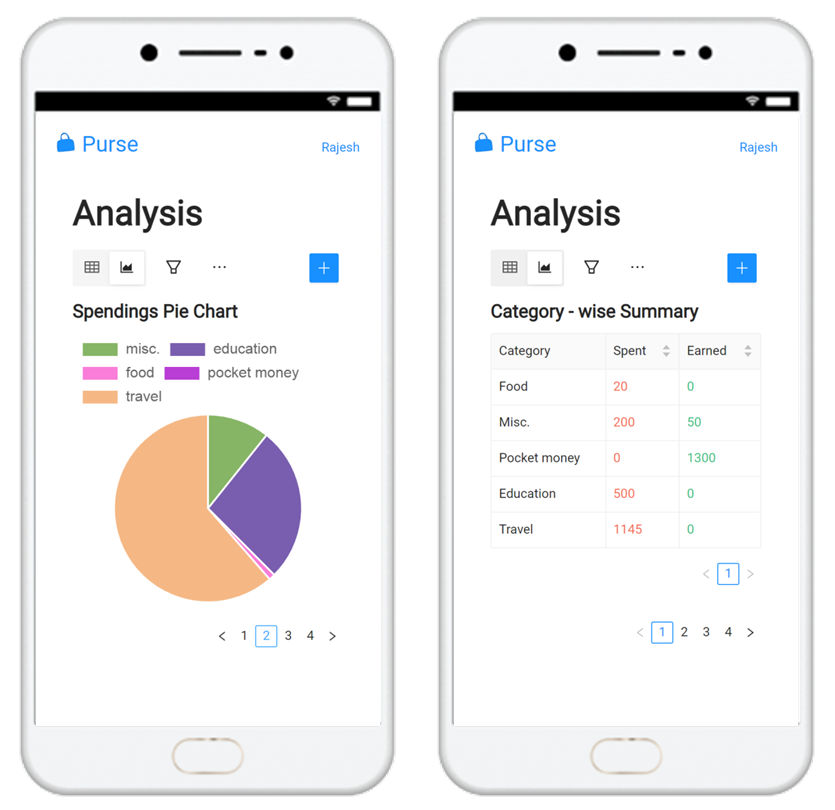 Purse
Rajesh
Analysis
Spendings Pie Chart
misc. education
food pocket money
travel
< 1 2 3 4 >
Purse
Rajesh
Analysis
Category - wise Summary
Category Spent Earned
Food 20 0
Misc. 200 50
Pocket money 0 1300
Education 500 0
Travel 1145 0
< 1 >
< 1 2 3 4 >